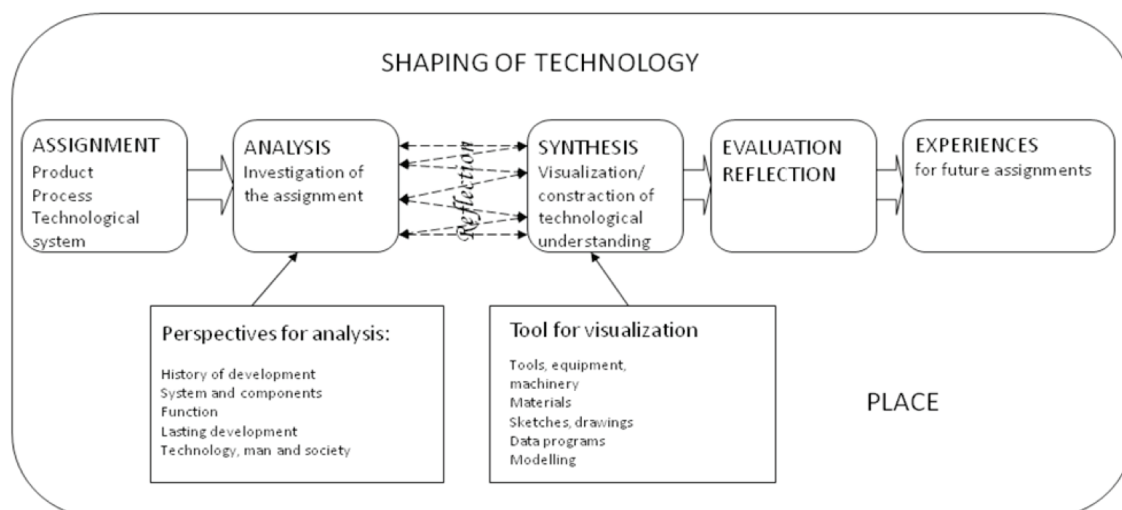 SHAPING OF TECHNOLOGY
ASSIGNMENT
Product
Process
Technological
system
ANALYSIS
Investigation of
the assignment
Reflection
SYNTHESIS
Visualization/
constraction of
technological
understanding
EVALUATION
REFLECTION
EXPERIENCES
for future assignments
Perspectives for analysis:
History of development
System and components
Function
Lasting development
Technology, man and society
Tool for visualization
Tools, equipment,
machinery
Materials
Sketches, drawings
Data programs
Modelling
PLACE